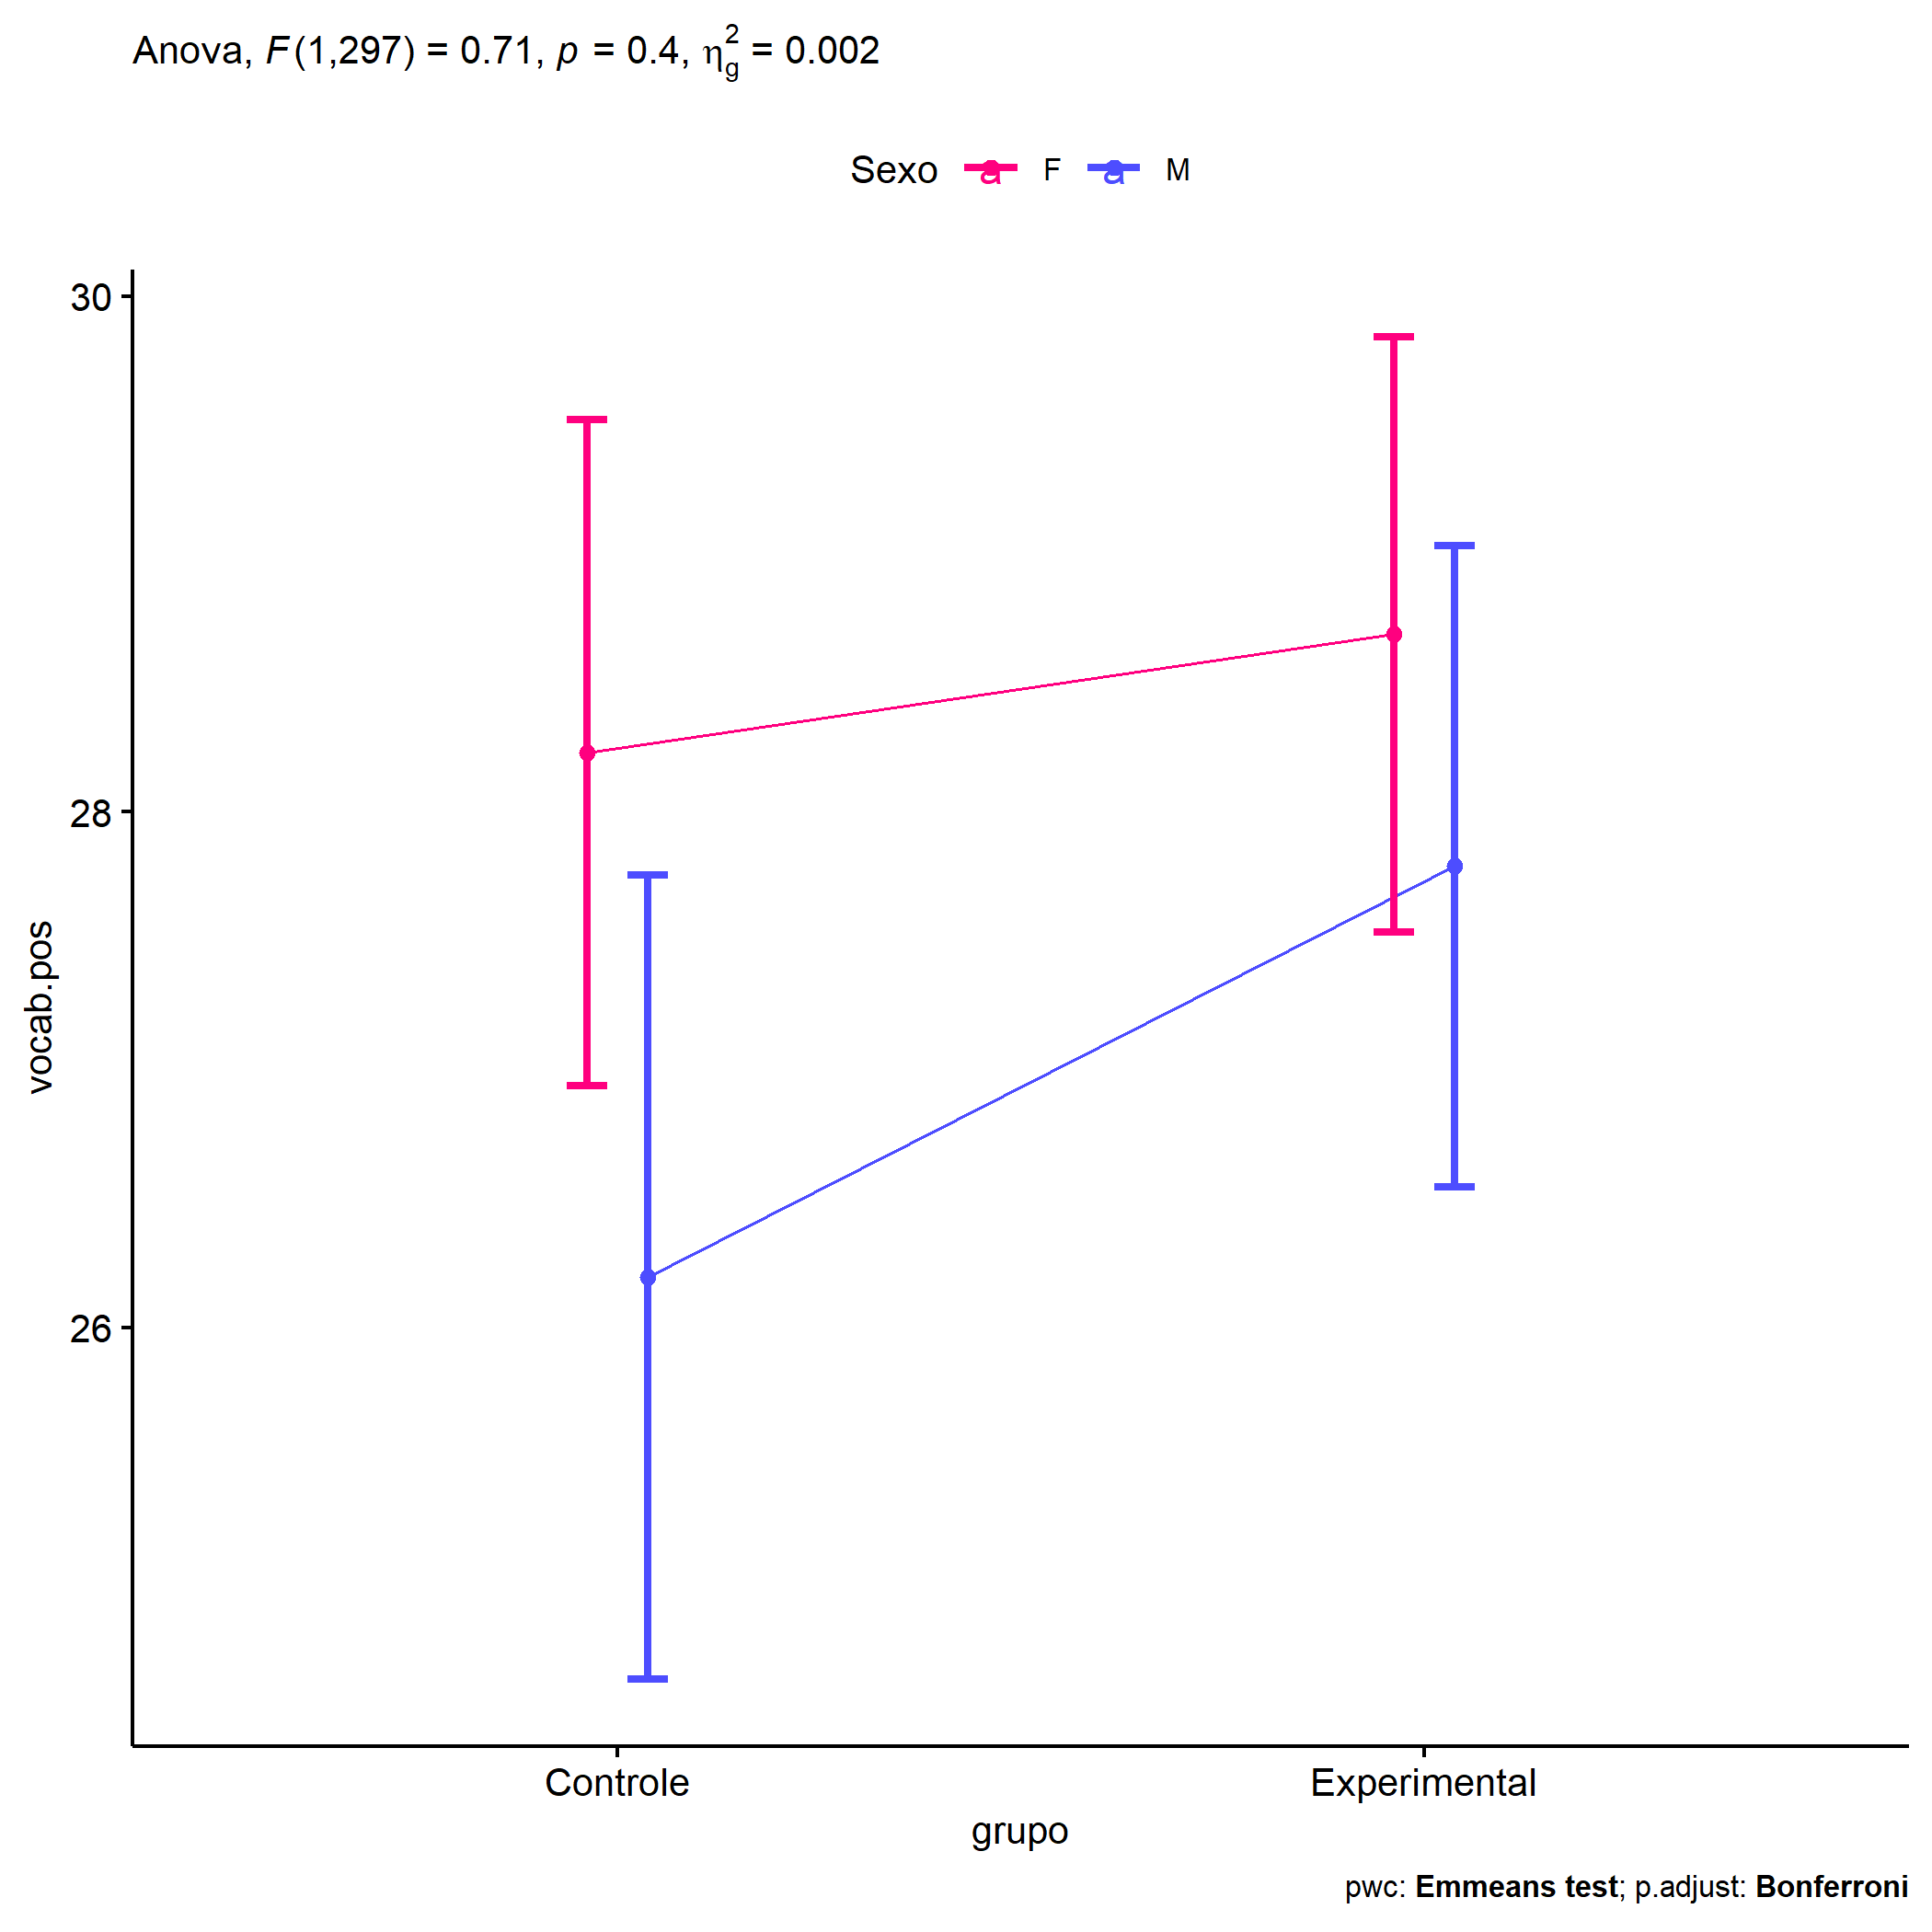 Anova, F(1,297) = 0.71, p = 0.4, η²g = 0.002
Sexo a F a M
30
28
26
vocab.pos
Controle Experimental
grupo
pwc: Emmeans test; p.adjust: Bonferroni